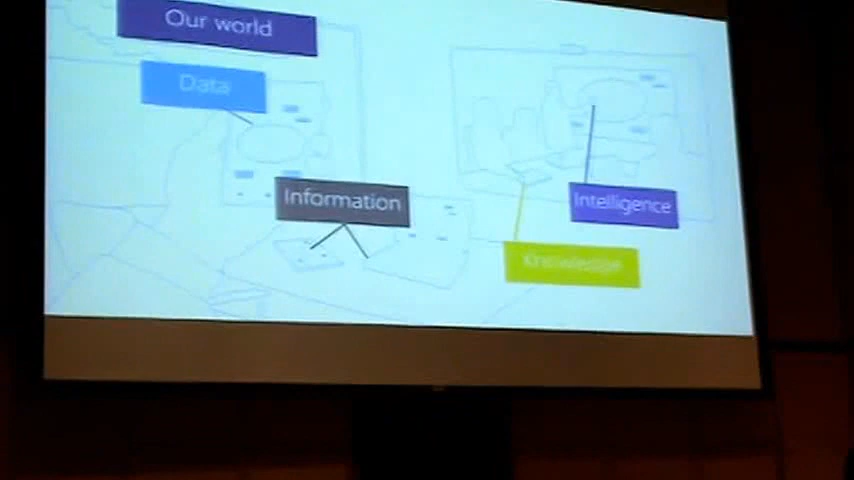 Our world
Data
Information
Intelligence
Knowledge